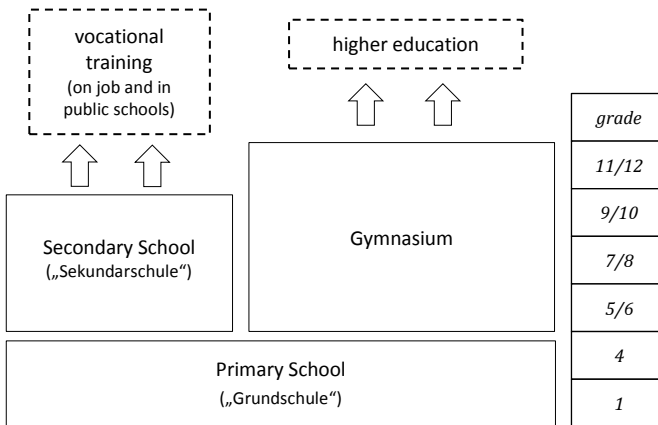 vocational
training
(on job and in
public schools)
higher education
Secondary School
(„Sekundarschule“)
Gymnasium
Primary School
(„Grundschule“)
grade
11/12
9/10
7/8
5/6
4
1